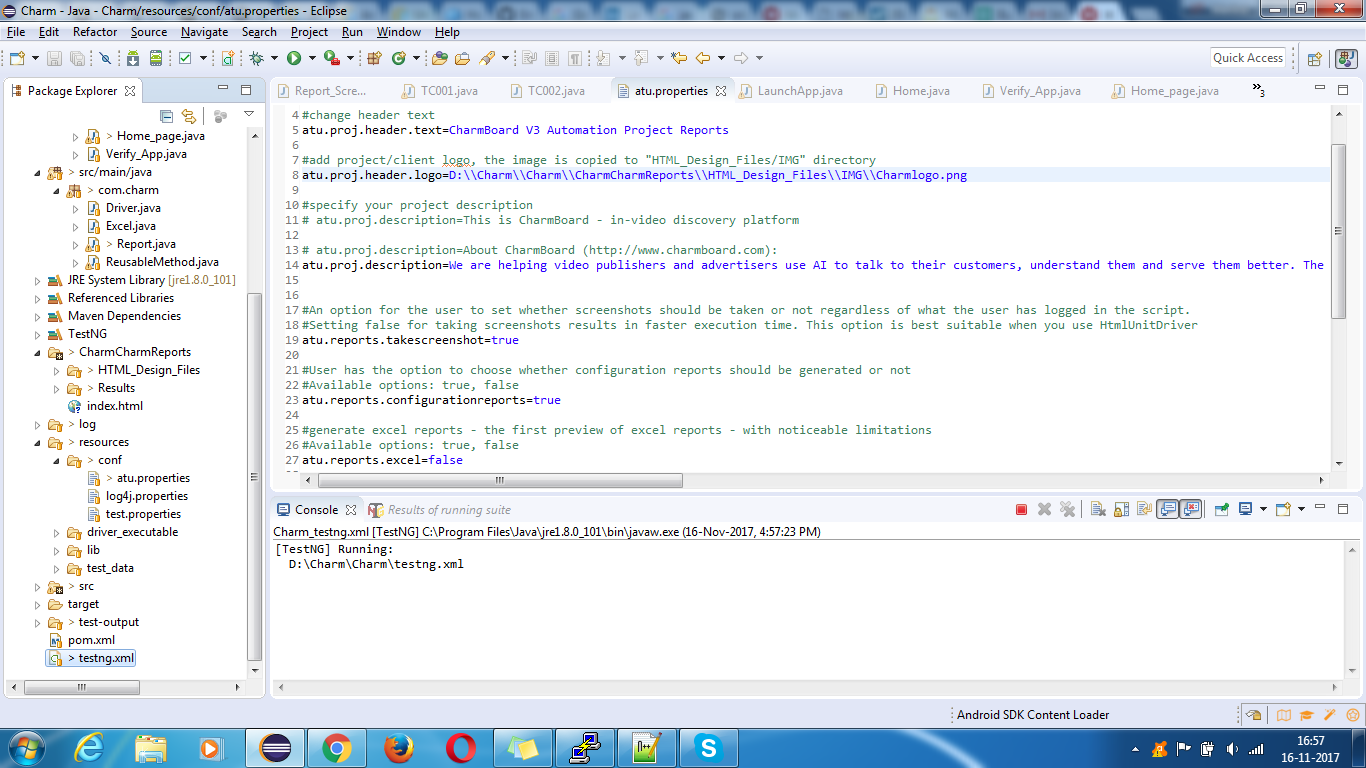 Charm - Java - Charm/resources/conf/atu.properties - Eclipse
File Edit Refactor Source Navigate Search Project Run Window Help
Quick Access
Package Explorer
> Home_page.java
Verify_App.java
> src/main/java
com.charm
Driver.java
Excel.java
> Report.java
ReusableMethod.java
JRE System Library [jre1.8.0_101]
Referenced Libraries
Maven Dependencies
TestNG
> CharmCharmReports
> HTML_Design_Files
> Results
index.html
> log
> resources
> conf
> atu.properties
log4j.properties
test.properties
> driver_executable
> lib
> test_data
> src
target
> test-output
pom.xml
> testng.xml
Report_Scre... TC001.java TC002.java atu.properties LaunchApp.java Home.java Verify_App.java Home_page.java »3
4 #change header text
5 atu.proj.header.text=CharmBoard V3 Automation Project Reports
6
7 #add project/client logo, the image is copied to "HTML_Design_Files/IMG" directory
8 atu.proj.header.logo=D:\\Charm\\Charm\\CharmCharmReports\\HTML_Design_Files\\IMG\\Charmlogo.png
9
10 #specify your project description
11 # atu.proj.description=This is CharmBoard - in-video discovery platform
12
13 # atu.proj.description=About CharmBoard (http://www.charmboard.com):
14 atu.proj.description=We are helping video publishers and advertisers use AI to talk to their customers, understand them and serve them better. The
15
16
17 #An option for the user to set whether screenshots should be taken or not regardless of what the user has logged in the script.
18 #Setting false for taking screenshots results in faster execution time. This option is best suitable when you use HtmlUnitDriver
19 atu.reports.takescreenshot=true
20
21 #User has the option to choose whether configuration reports should be generated or not
22 #Available options: true, false
23 atu.reports.configurationreports=true
24
25 #generate excel reports - the first preview of excel reports - with noticeable limitations
26 #Available options: true, false
27 atu.reports.excel=false
Console Results of running suite
Charm_testng.xml [TestNG] C:\Program Files\Java\jre1.8.0_101\bin\javaw.exe (16-Nov-2017, 4:57:23 PM)
[TestNG] Running:
D:\Charm\Charm\testng.xml
Android SDK Content Loader
16:57
16-11-2017